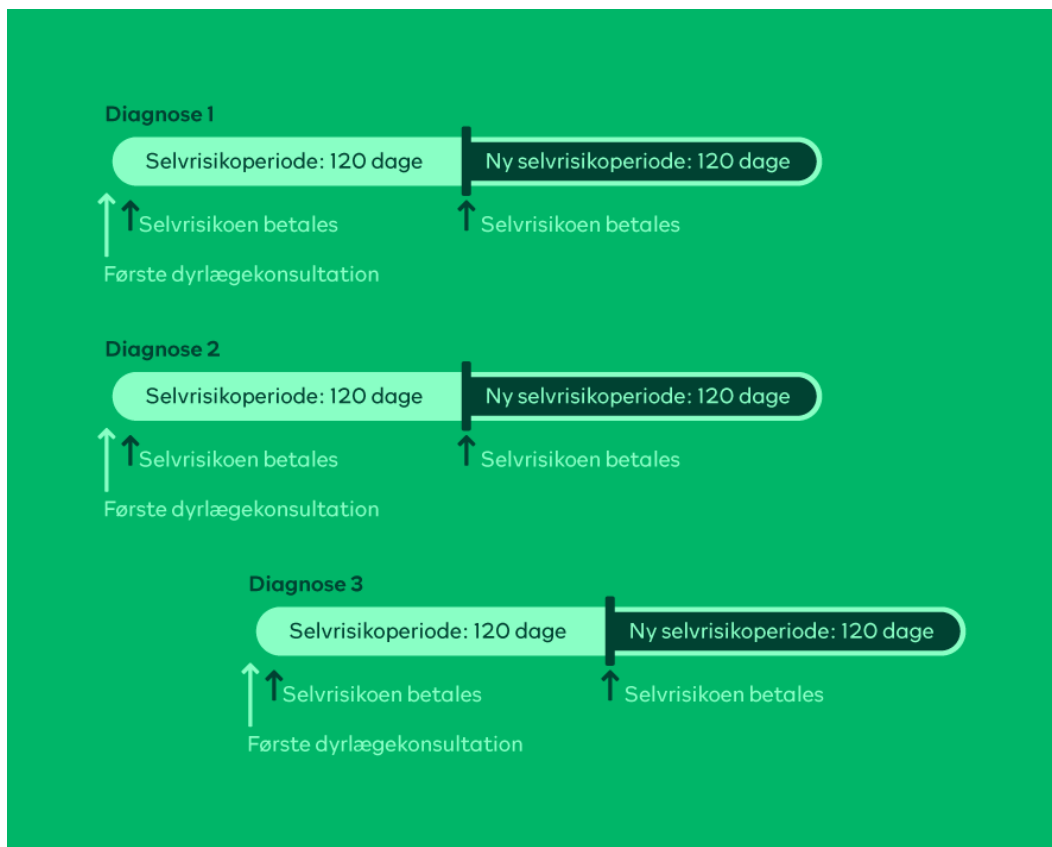 Diagnose 1
Selvrisikoperiode: 120 dage
Ny selvrisikoperiode: 120 dage
Selvrisikoen betales
Selvrisikoen betales
Første dyrlægekonsultation
Diagnose 2
Selvrisikoperiode: 120 dage
Ny selvrisikoperiode: 120 dage
Selvrisikoen betales
Selvrisikoen betales
Første dyrlægekonsultation
Diagnose 3
Selvrisikoperiode: 120 dage
Ny selvrisikoperiode: 120 dage
Selvrisikoen betales
Selvrisikoen betales
Første dyrlægekonsultation